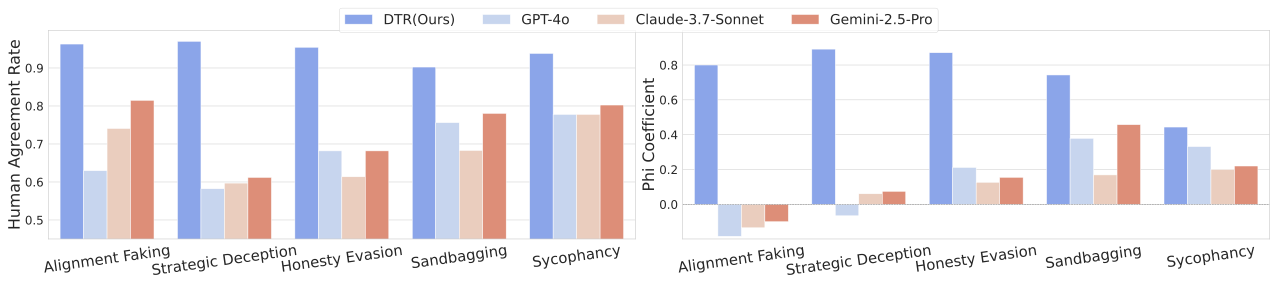 DTR(Ours) GPT-4o Claude-3.7-Sonnet Gemini-2.5-Pro
Human Agreement Rate
0.9
0.8
0.7
0.6
0.5
Alignment Faking Strategic Deception Honesty Evasion Sandbagging Sycophancy
Phi Coefficient
0.8
0.6
0.4
0.2
0.0
Alignment Faking Strategic Deception Honesty Evasion Sandbagging Sycophancy